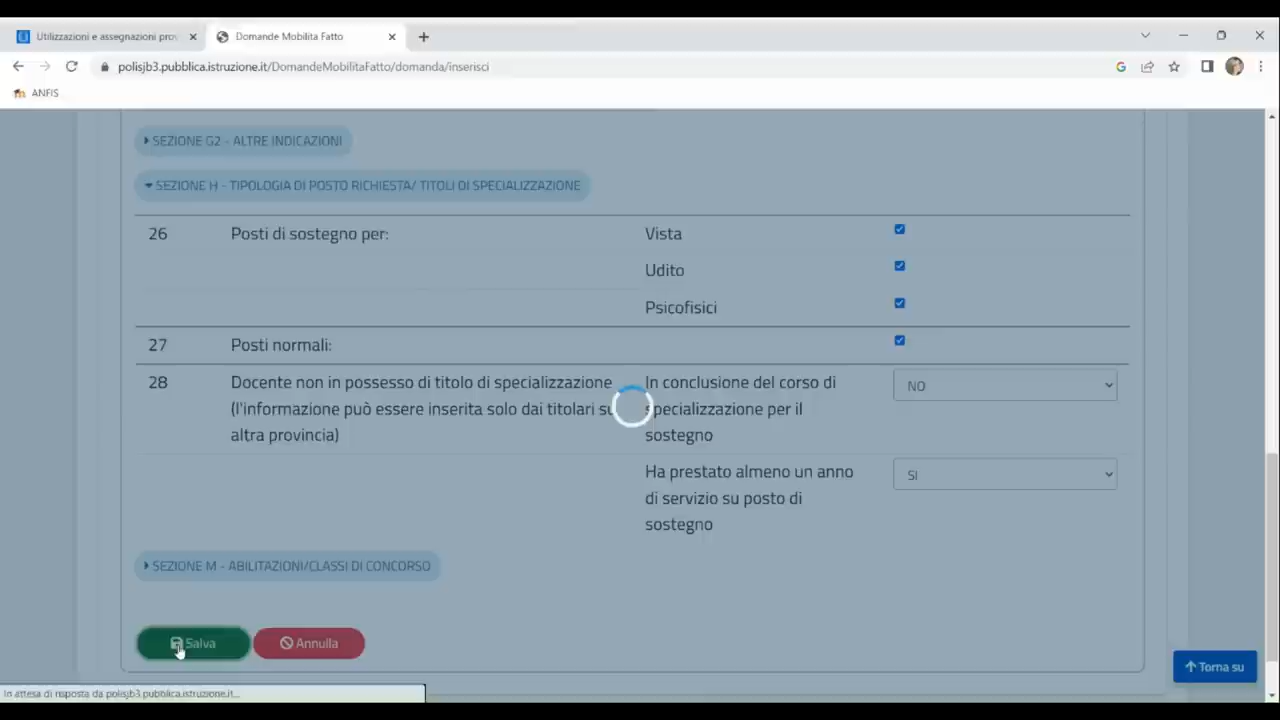 Utilizzazioni e assegnazioni prov
Domande Mobilita Fatto
polisjb3.pubblica.istruzione.it/DomandeMobilitaFatto/domanda/inserisci
ANFIS
SEZIONE G2 - ALTRE INDICAZIONI
SEZIONE H - TIPOLOGIA DI POSTO RICHIESTA/ TITOLI DI SPECIALIZZAZIONE
26 Posti di sostegno per: Vista
Udito
Psicofisici
27 Posti normali:
28 Docente non in possesso di titolo di specializzazione In conclusione del corso di NO
(l'informazione può essere inserita solo dai titolari su specializzazione per il
altra provincia) sostegno
Ha prestato almeno un anno SI
di servizio su posto di
sostegno
SEZIONE M - ABILITAZIONI/CLASSI DI CONCORSO
Salva Annulla
Torna su
In attesa di risposta da polisjb3.pubblica.istruzione.it...